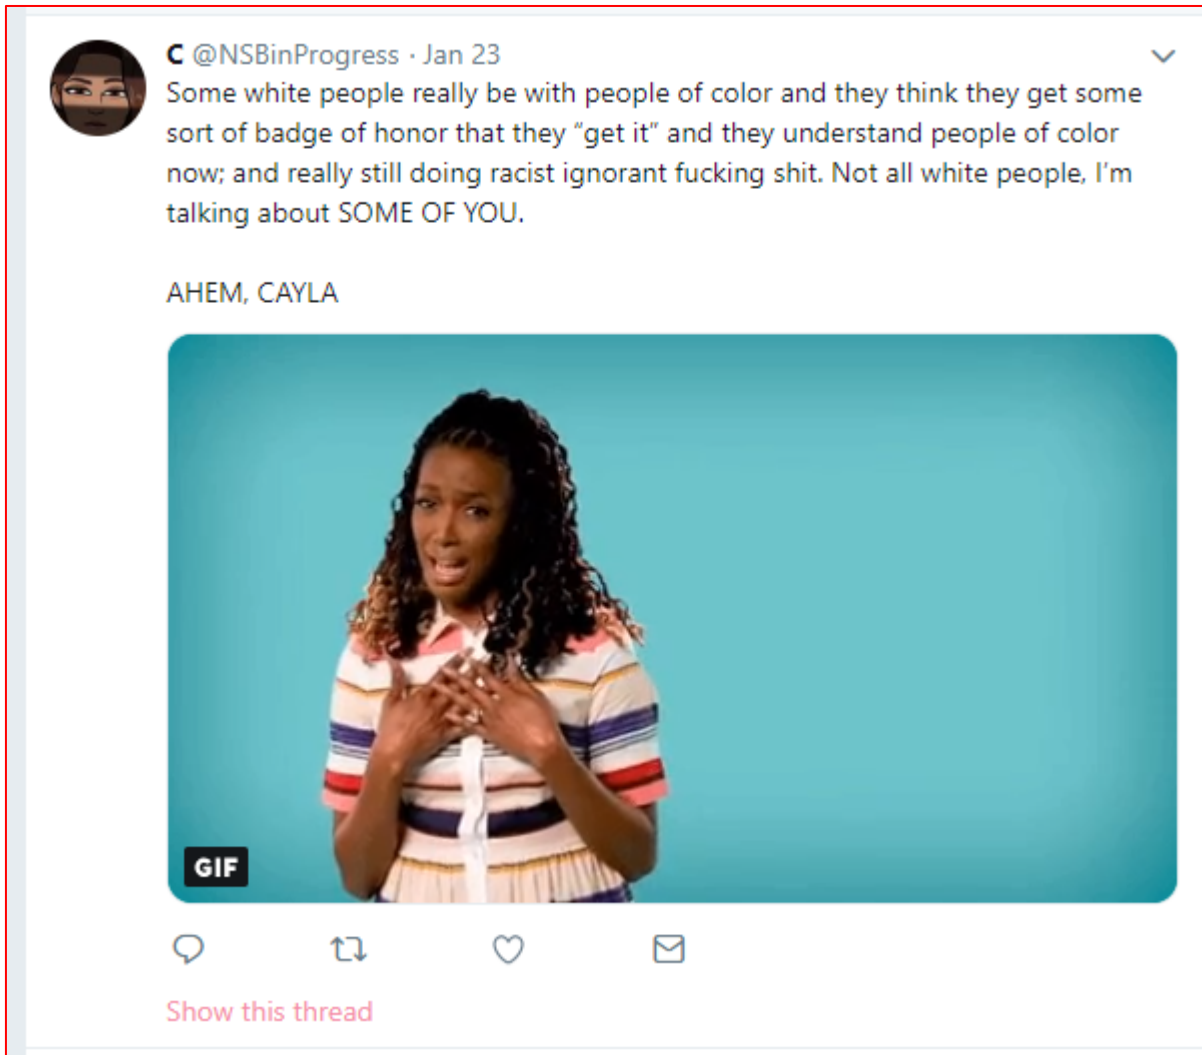 C @NSBinProgress · Jan 23
Some white people really be with people of color and they think they get some
sort of badge of honor that they “get it” and they understand people of color
now; and really still doing racist ignorant fucking shit. Not all white people, I’m
talking about SOME OF YOU.
AHEM, CAYLA
GIF
Show this thread